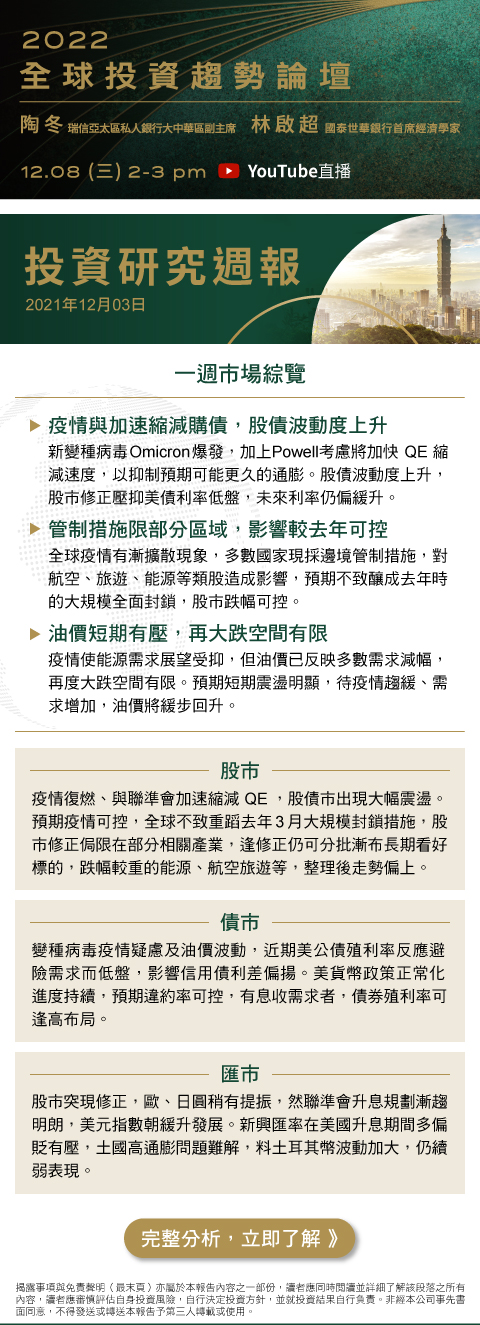 2022
全球投資趨勢論壇
陶冬 瑞信亞太區私人銀行大中華區副主席 林啟超 國泰世華銀行首席經濟學家
12.08 (三) 2-3 pm YouTube直播
投資研究週報
2021年12月03日
一週市場綜覽
疫情與加速縮減購債，股債波動度上升
新變種病毒Omicron爆發，加上Powell考慮將加快 QE 縮
減速度，以抑制預期可能更久的通膨。股債波動度上升，
股市修正壓抑美債利率低盤，未來利率仍偏緩升。
管制措施限部分區域，影響較去年可控
全球疫情有漸擴散現象，多數國家現採邊境管制措施，對
航空、旅遊、能源等類股造成影響，預期不致釀成去年時
的大規模全面封鎖，股市跌幅可控。
油價短期有壓，再大跌空間有限
疫情使能源需求展望受抑，但油價已反映多數需求減幅，
再度大跌空間有限。預期短期震盪明顯，待疫情趨緩、需
求增加，油價將緩步回升。
股市
疫情復燃、與聯準會加速縮減 QE ，股債市出現大幅震盪。
預期疫情可控，全球不致重蹈去年3月大規模封鎖措施，股
市修正侷限在部分相關產業，逢修正仍可分批漸布長期看好
標的，跌幅較重的能源、航空旅遊等，整理後走勢偏上。
債市
變種病毒疫情疑慮及油價波動，近期美公債殖利率反應避
險需求而低盤，影響信用債利差偏揚。美貨幣政策正常化
進度持續，預期違約率可控，有息收需求者，債券殖利率可
逢高布局。
匯市
股市突現修正，歐、日圓稍有提振，然聯準會升息規劃漸趨
明朗，美元指數朝緩升發展。新興匯率在美國升息期間多偏
貶有壓，土國高通膨問題難解，料土耳其幣波動加大，仍續
弱表現。
完整分析，立即了解 》
揭露事項與免責聲明（最末頁）亦屬於本報告內容之一部份，讀者應同時閱讀並詳細了解該段落之所有
內容，讀者應審慎評估自身投資風險，自行決定投資方針，並就投資結果自行負責。非經本公司事先書
面同意，不得發送或轉送本報告予第三人轉載或使用。